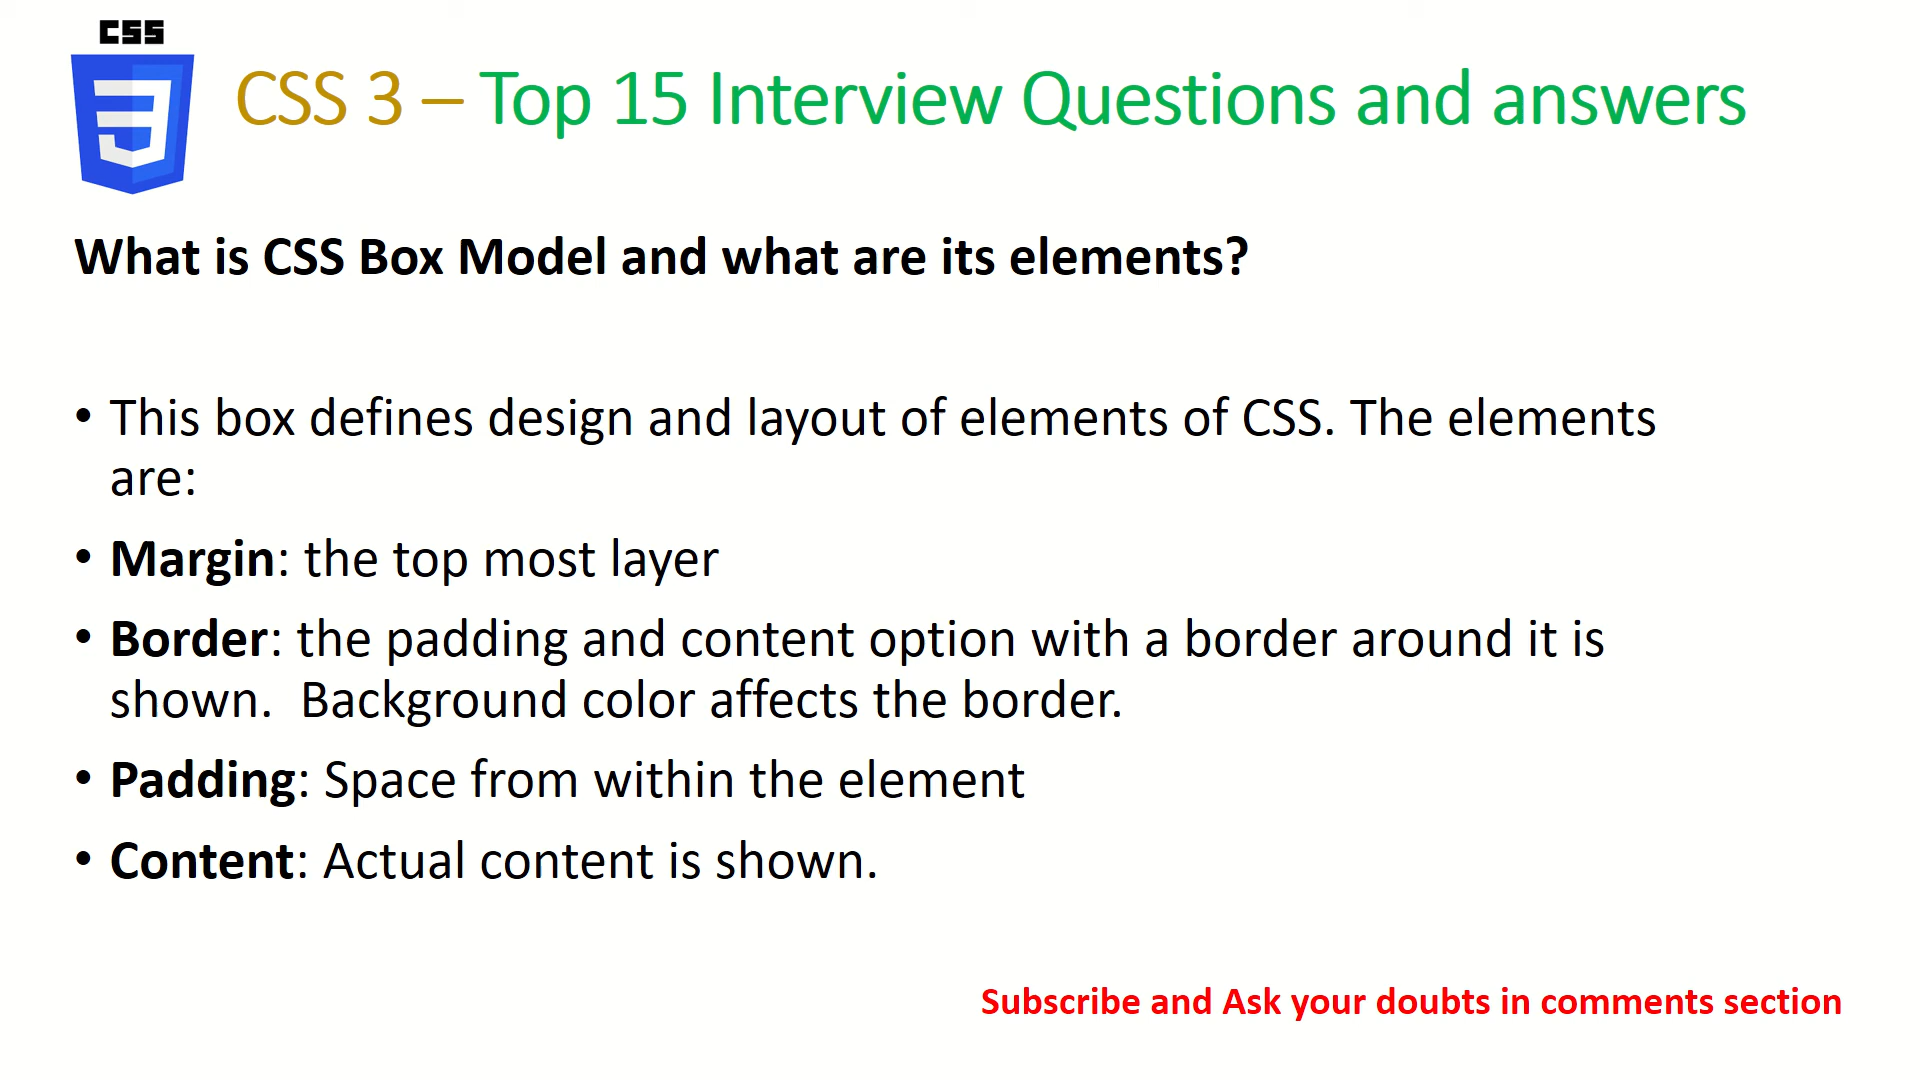 CSS
CSS 3 – Top 15 Interview Questions and answers
What is CSS Box Model and what are its elements?
• This box defines design and layout of elements of CSS. The elements
are:
• Margin: the top most layer
• Border: the padding and content option with a border around it is
shown.  Background color affects the border.
• Padding: Space from within the element
• Content: Actual content is shown.
Subscribe and Ask your doubts in comments section